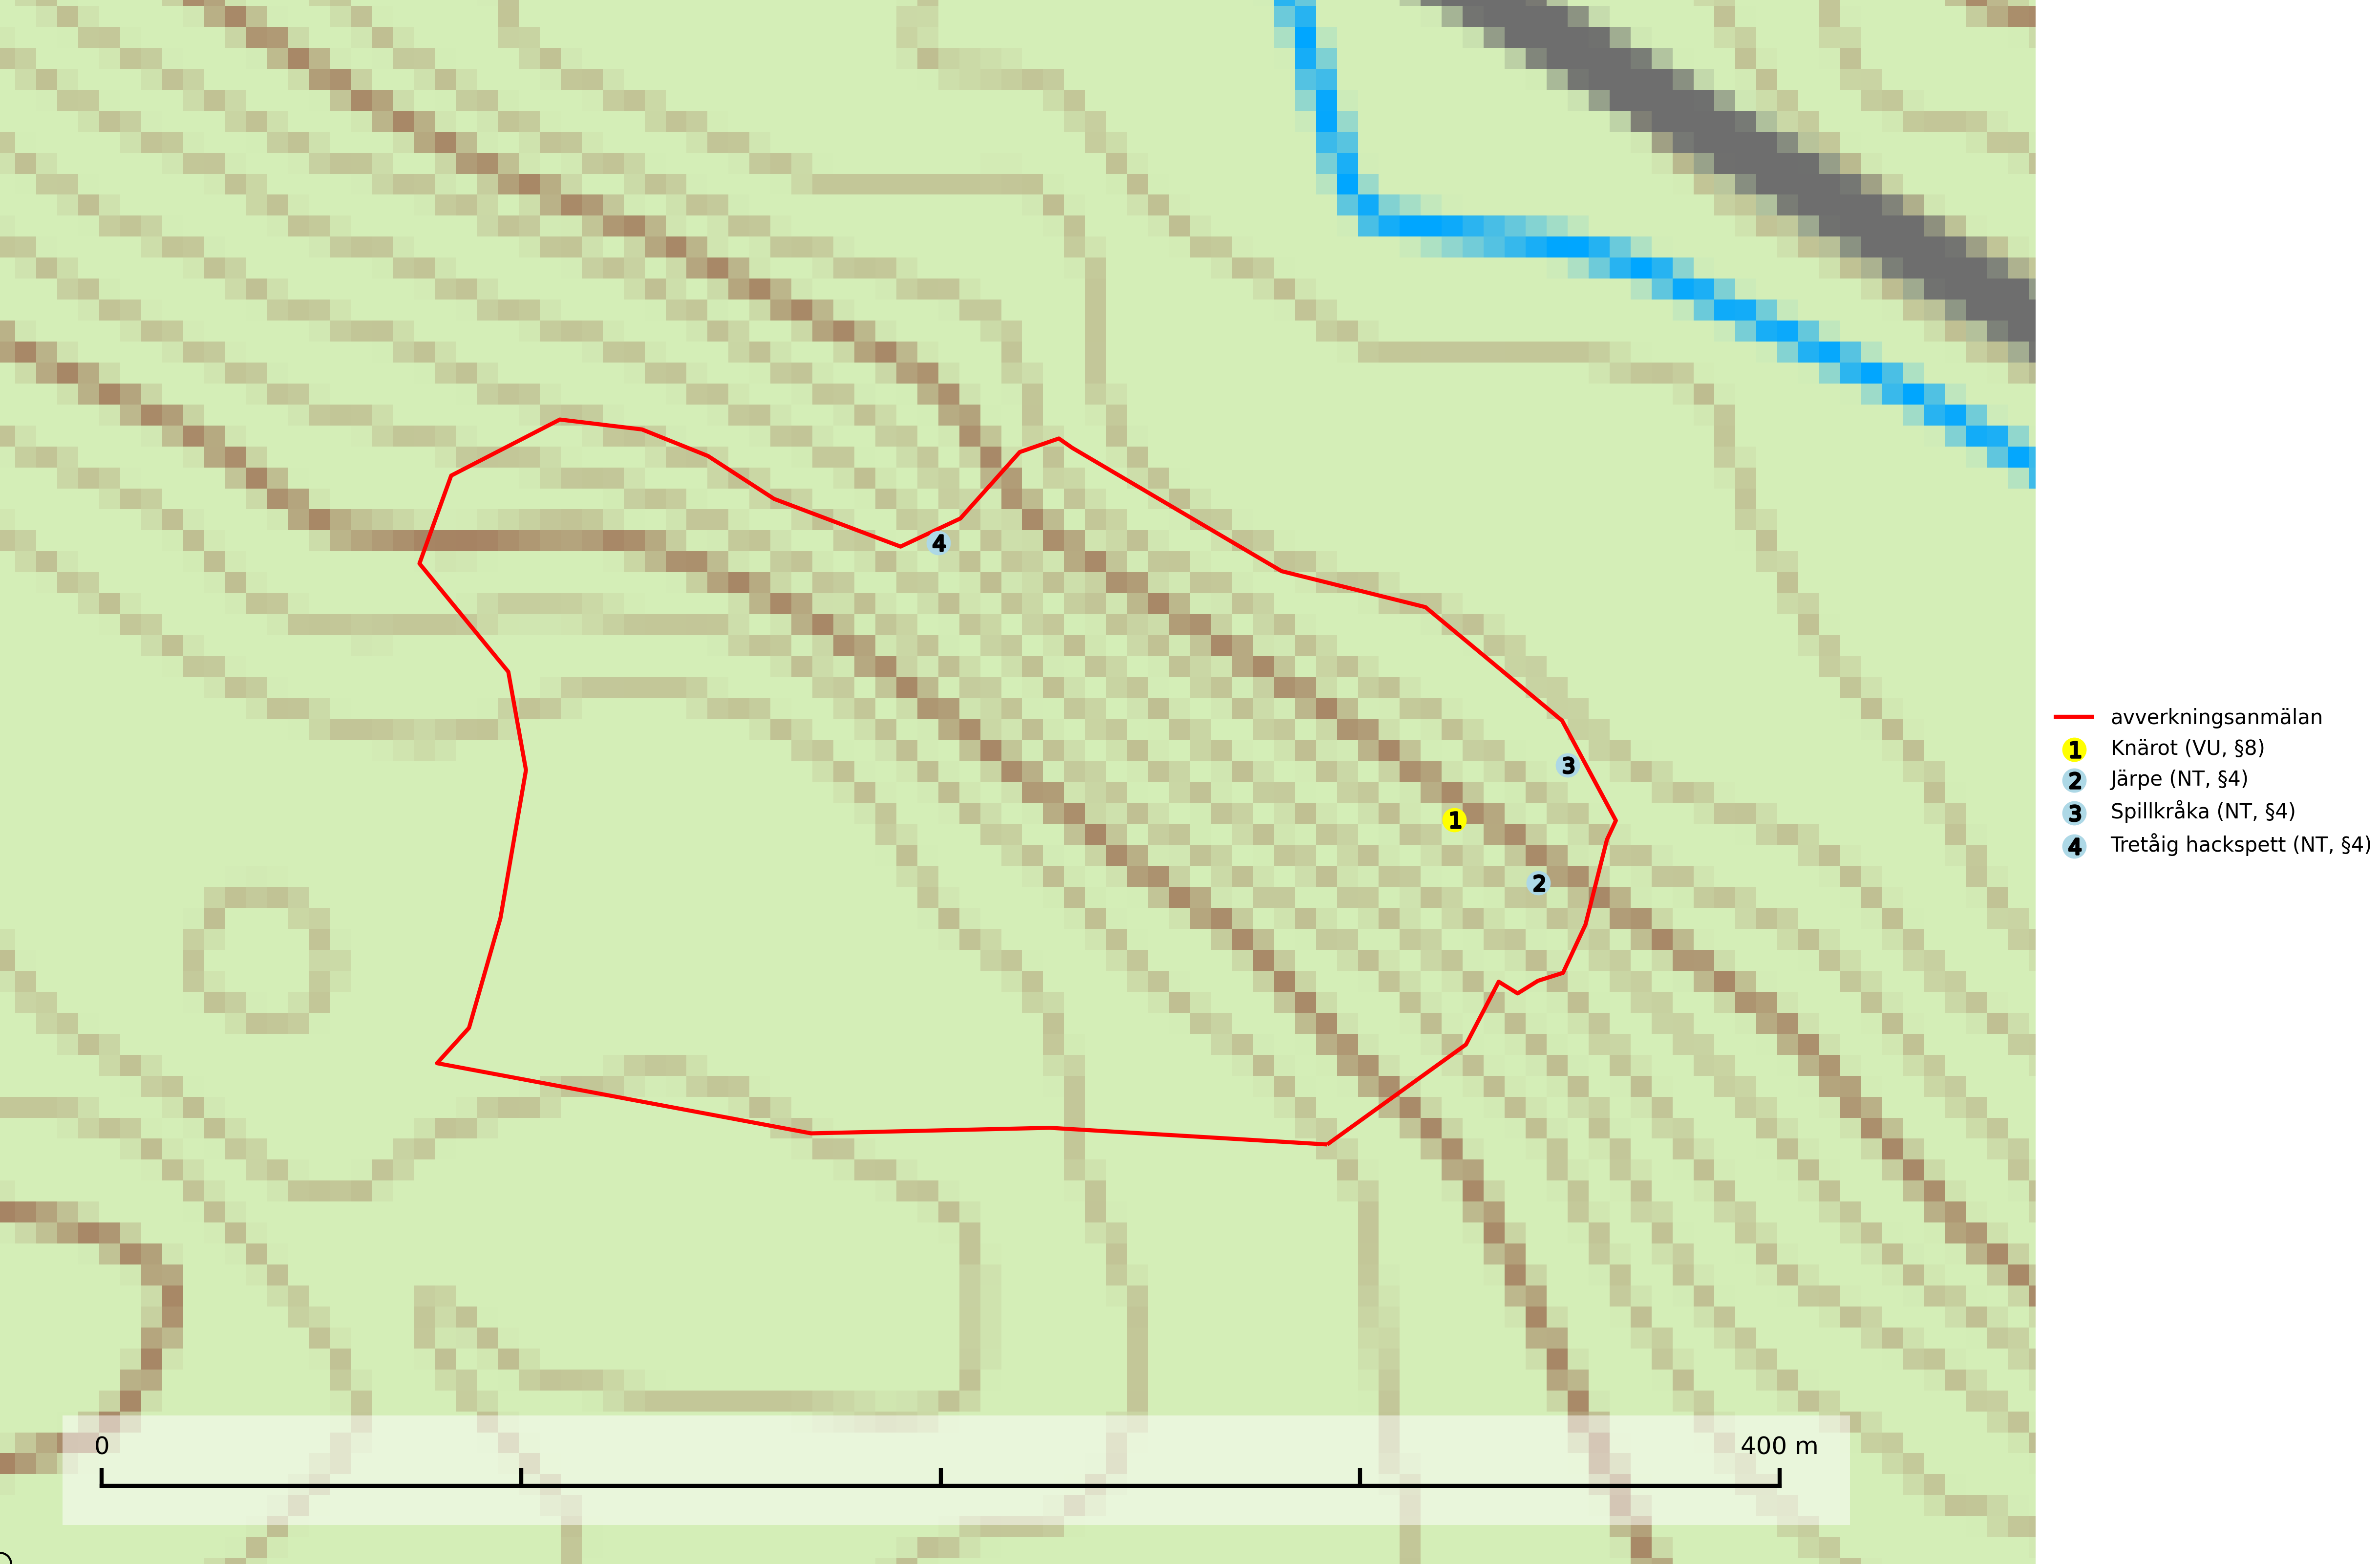 4
3
1
2
avverkningsanmälan
1 Knärot (VU, §8)
2 Järpe (NT, §4)
3 Spillkråka (NT, §4)
4 Tretåig hackspett (NT, §4)
0 400 m